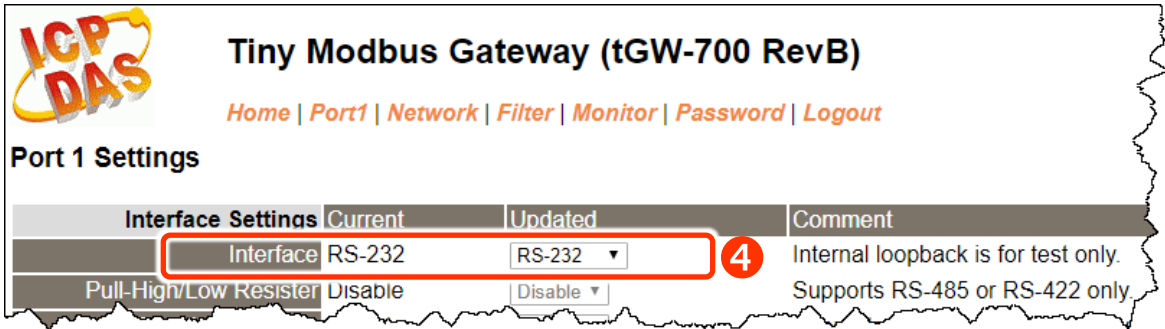 ICP
DAS
Tiny Modbus Gateway (tGW-700 RevB)
Home | Port1 | Network | Filter | Monitor | Password | Logout
Port 1 Settings
Interface Settings Current Updated Comment
Interface RS-232 RS-232 4 Internal loopback is for test only.
Pull-High/Low Resister Disable Disable Supports RS-485 or RS-422 only.